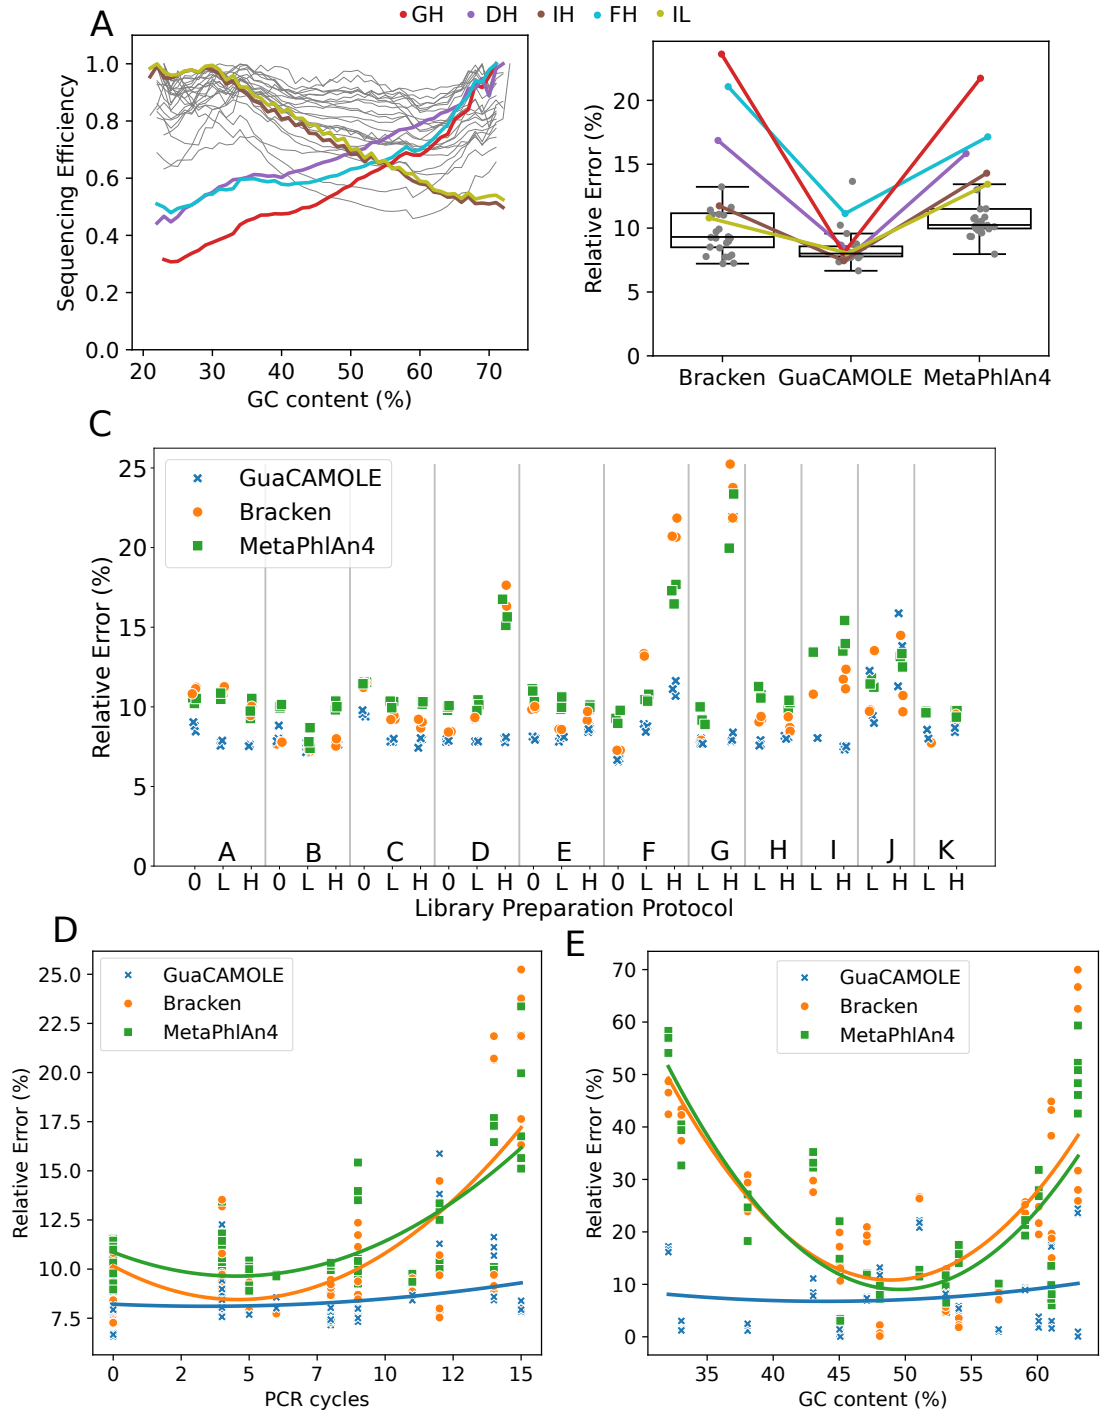 A
GH DH IH FH IL
1.0
0.8
0.6
0.4
0.2
0.0
Sequencing Efficiency
20 30 40 50 60 70
GC content (%)
20
15
10
5
0
Relative Error (%)
Bracken GuaCAMOLE MetaPhlAn4
C
25
20
15
10
5
0
Relative Error (%)
GuaCAMOLE
Bracken
MetaPhlAn4
A B C D E F G H I J K
0 L H 0 L H 0 L H 0 L H 0 L H 0 L H L H L H L H L H L H
Library Preparation Protocol
D
25.0
22.5
20.0
17.5
15.0
12.5
10.0
7.5
Relative Error (%)
GuaCAMOLE
Bracken
MetaPhlAn4
0 2 5 7 10 12 15
PCR cycles
E
70
60
50
40
30
20
10
0
Relative Error (%)
GuaCAMOLE
Bracken
MetaPhlAn4
35 40 45 50 55 60
GC content (%)